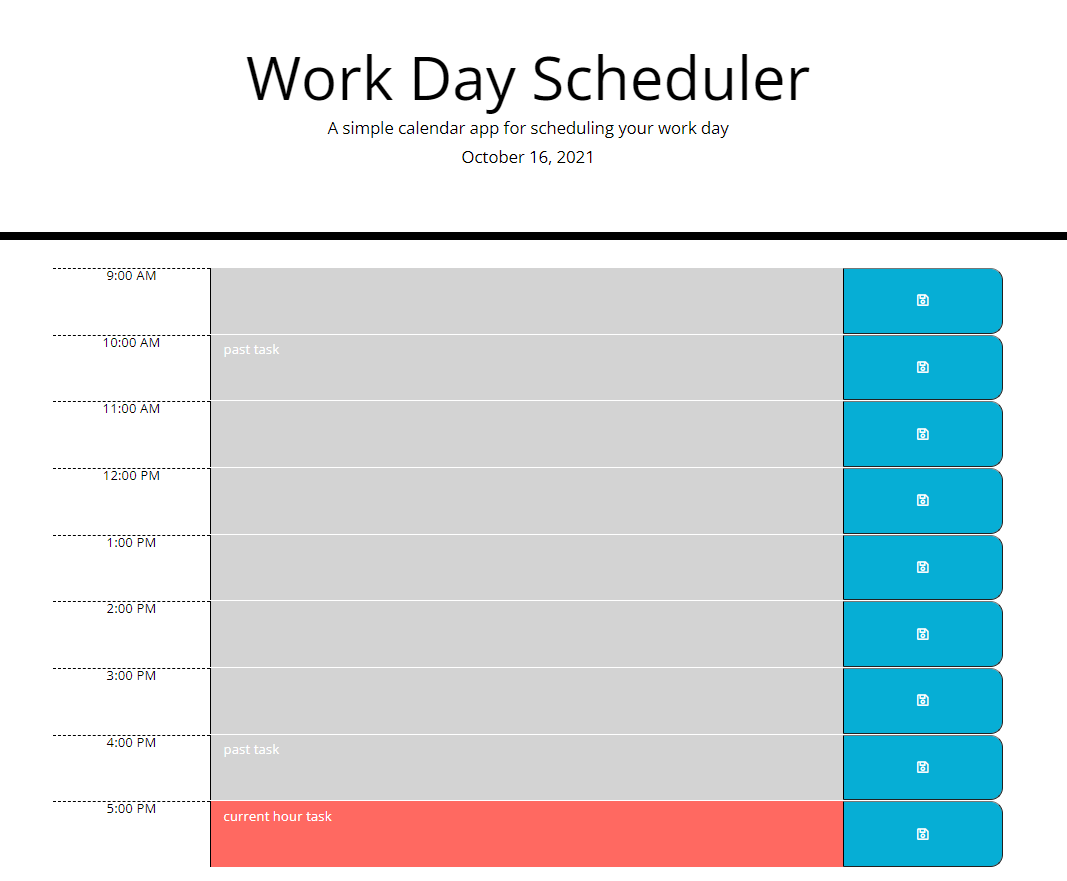 Work Day Scheduler
A simple calendar app for scheduling your work day
October 16, 2021
9:00 AM
10:00 AM
past task
11:00 AM
12:00 PM
1:00 PM
2:00 PM
3:00 PM
4:00 PM
past task
5:00 PM
current hour task